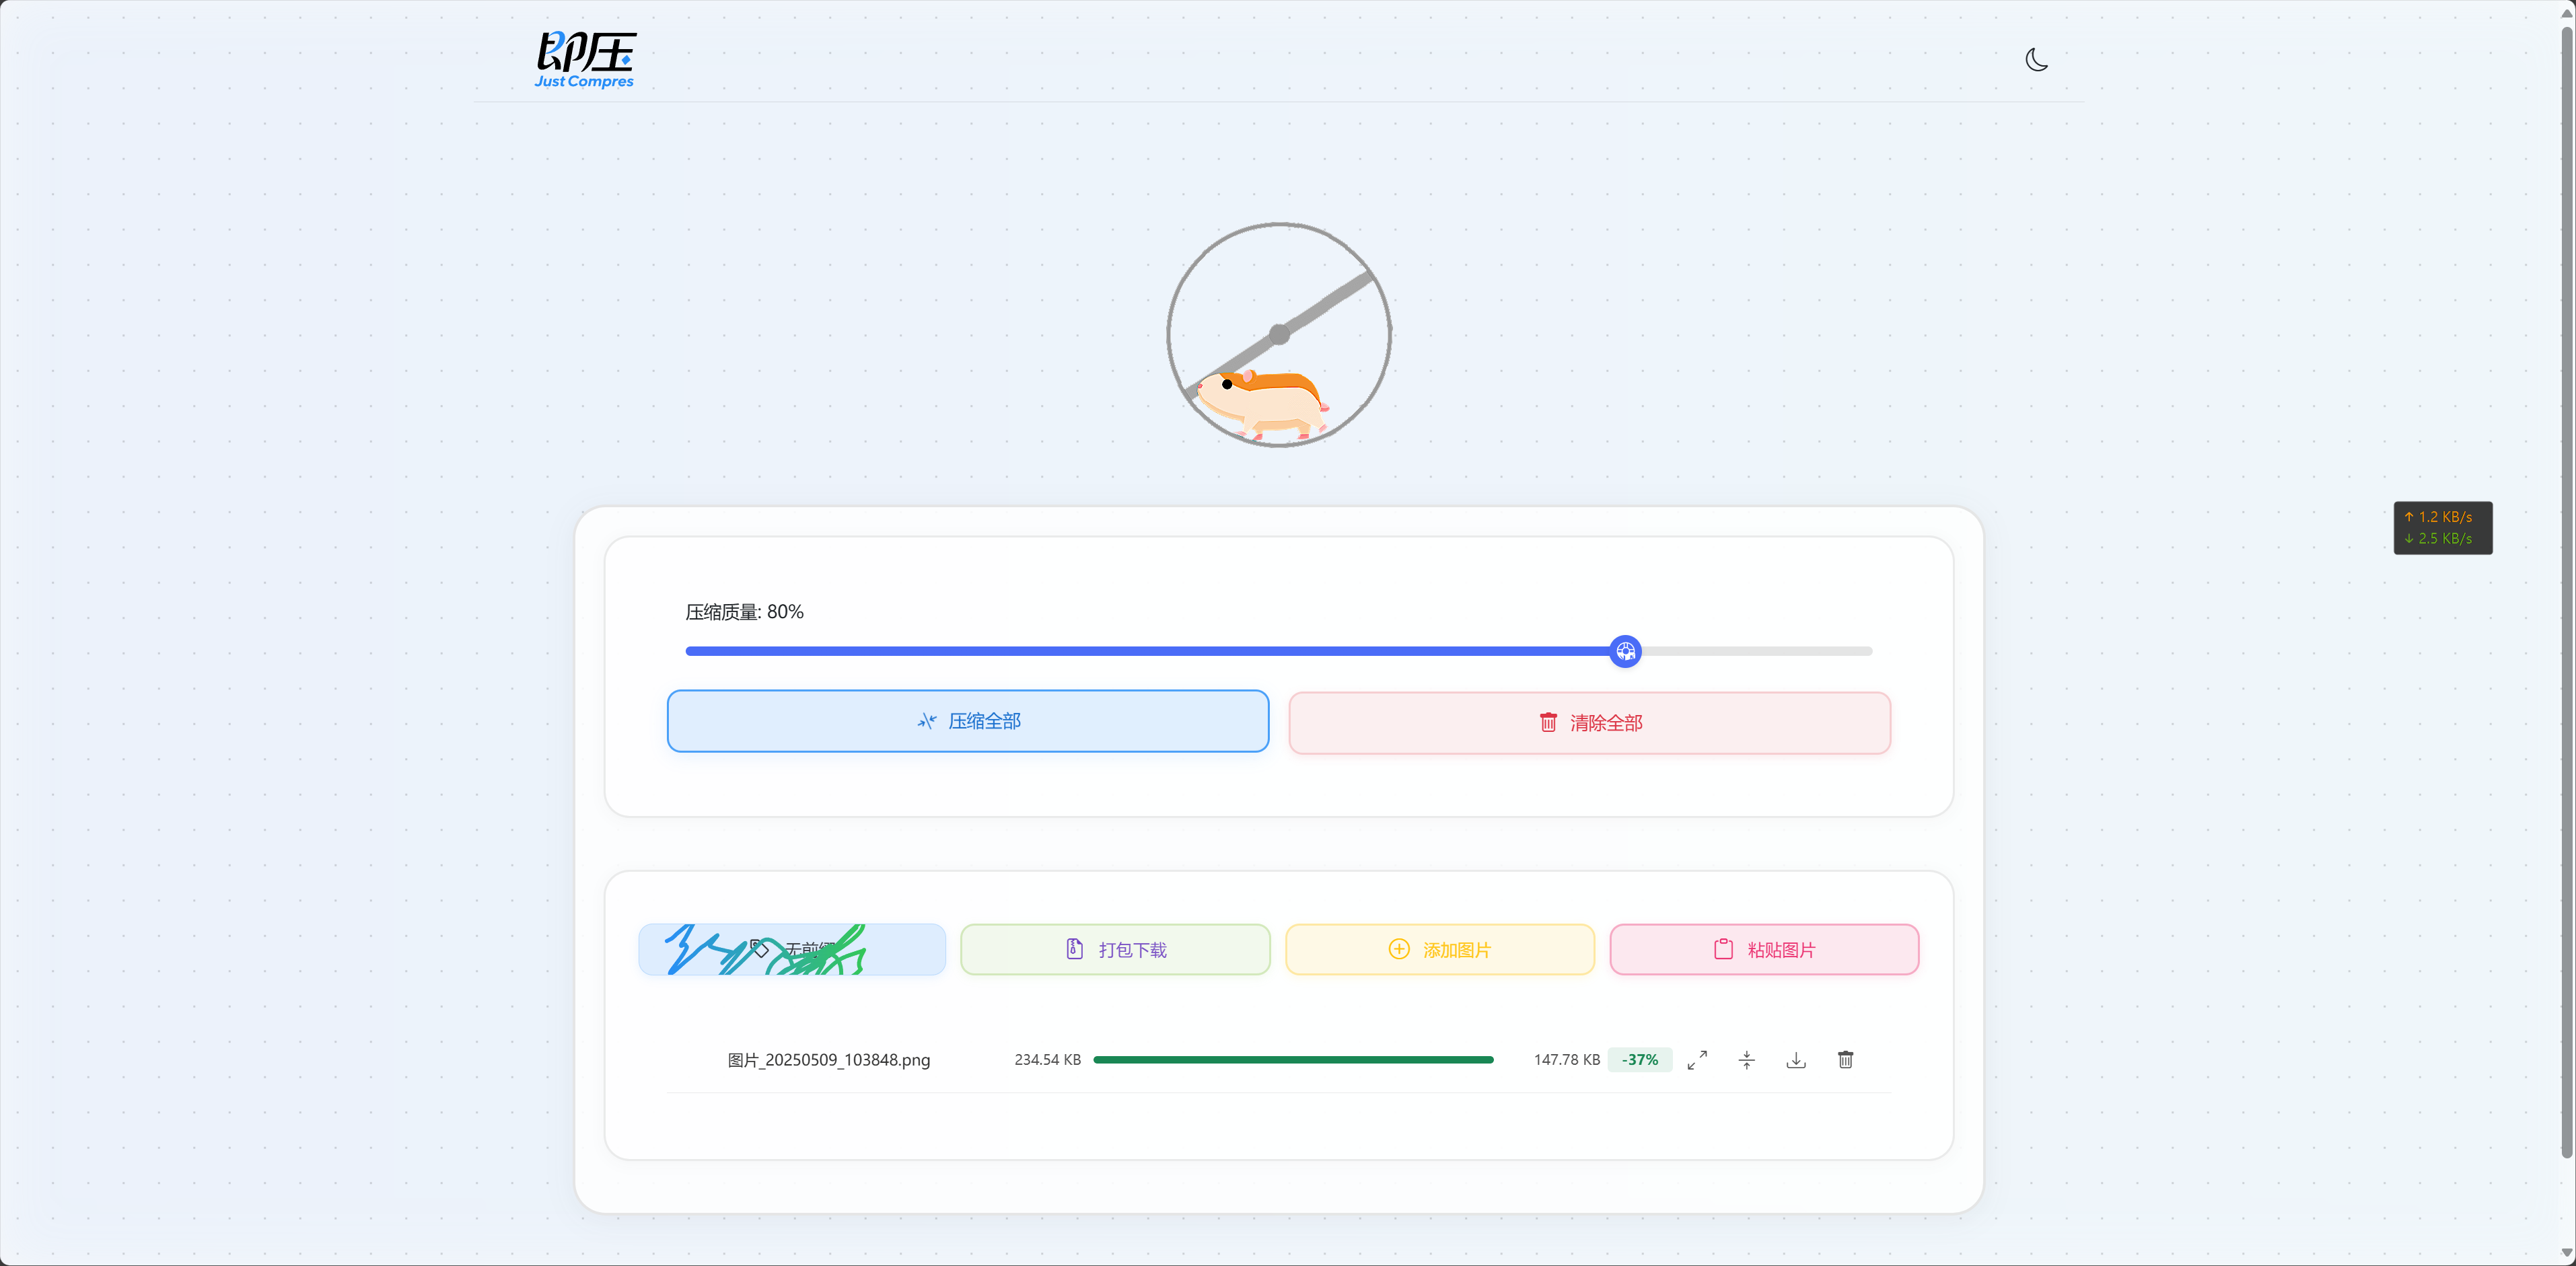 即压
Just Compres
↑ 1.2 KB/s
↓ 2.5 KB/s
压缩质量: 80%
压缩全部
清除全部
无前
打包下载
添加图片
粘贴图片
图片_20250509_103848.png 234.54 KB 147.78 KB -37%